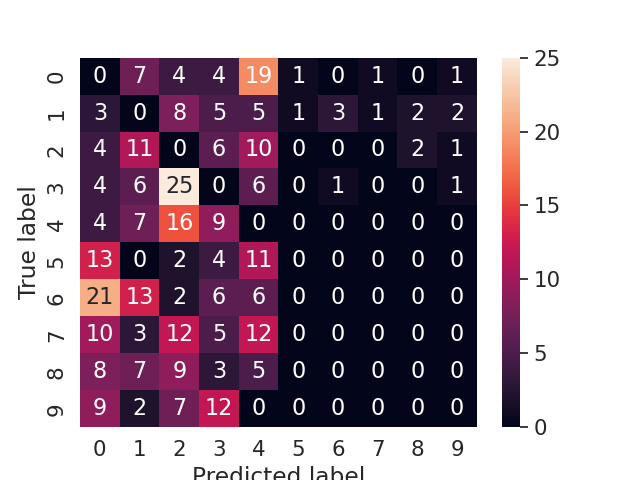 0 0 7 4 4 19 1 0 1 0 1
1 3 0 8 5 5 1 3 1 2 2
2 4 11 0 6 10 0 0 0 2 1
3 4 6 25 0 6 0 1 0 0 1
4 4 7 16 9 0 0 0 0 0 0
5 13 0 2 4 11 0 0 0 0 0
6 21 13 2 6 6 0 0 0 0 0
7 10 3 12 5 12 0 0 0 0 0
8 8 7 9 3 5 0 0 0 0 0
9 9 2 7 12 0 0 0 0 0 0
0 1 2 3 4 5 6 7 8 9
Predicted label
True label
25
20
15
10
5
0